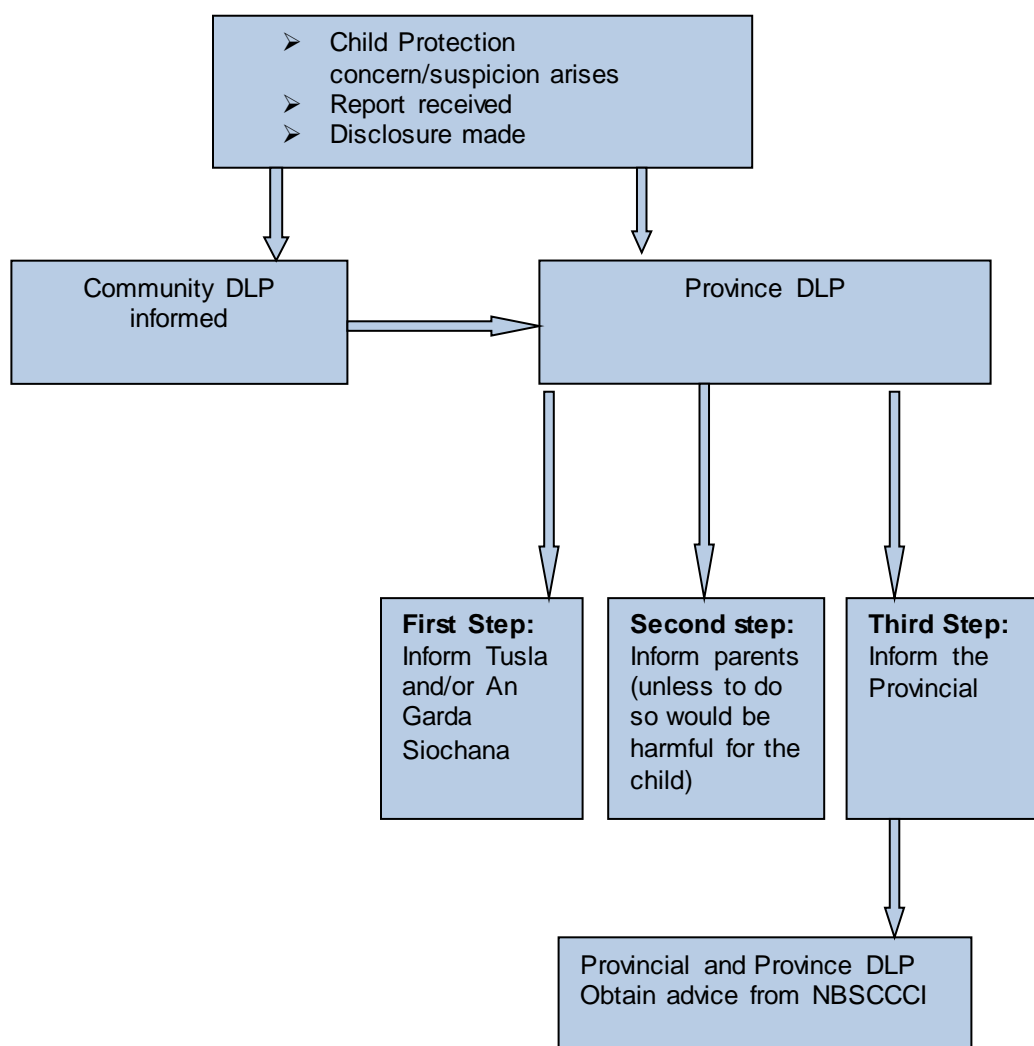 ➢ Child Protection
concern/suspicion arises
➢ Report received
➢ Disclosure made
Community DLP
informed
Province DLP
First Step:
Inform Tusla
and/or An
Garda
Siochana
Second step:
Inform parents
(unless to do
so would be
harmful for the
child)
Third Step:
Inform the
Provincial
Provincial and Province DLP
Obtain advice from NBSCCCI